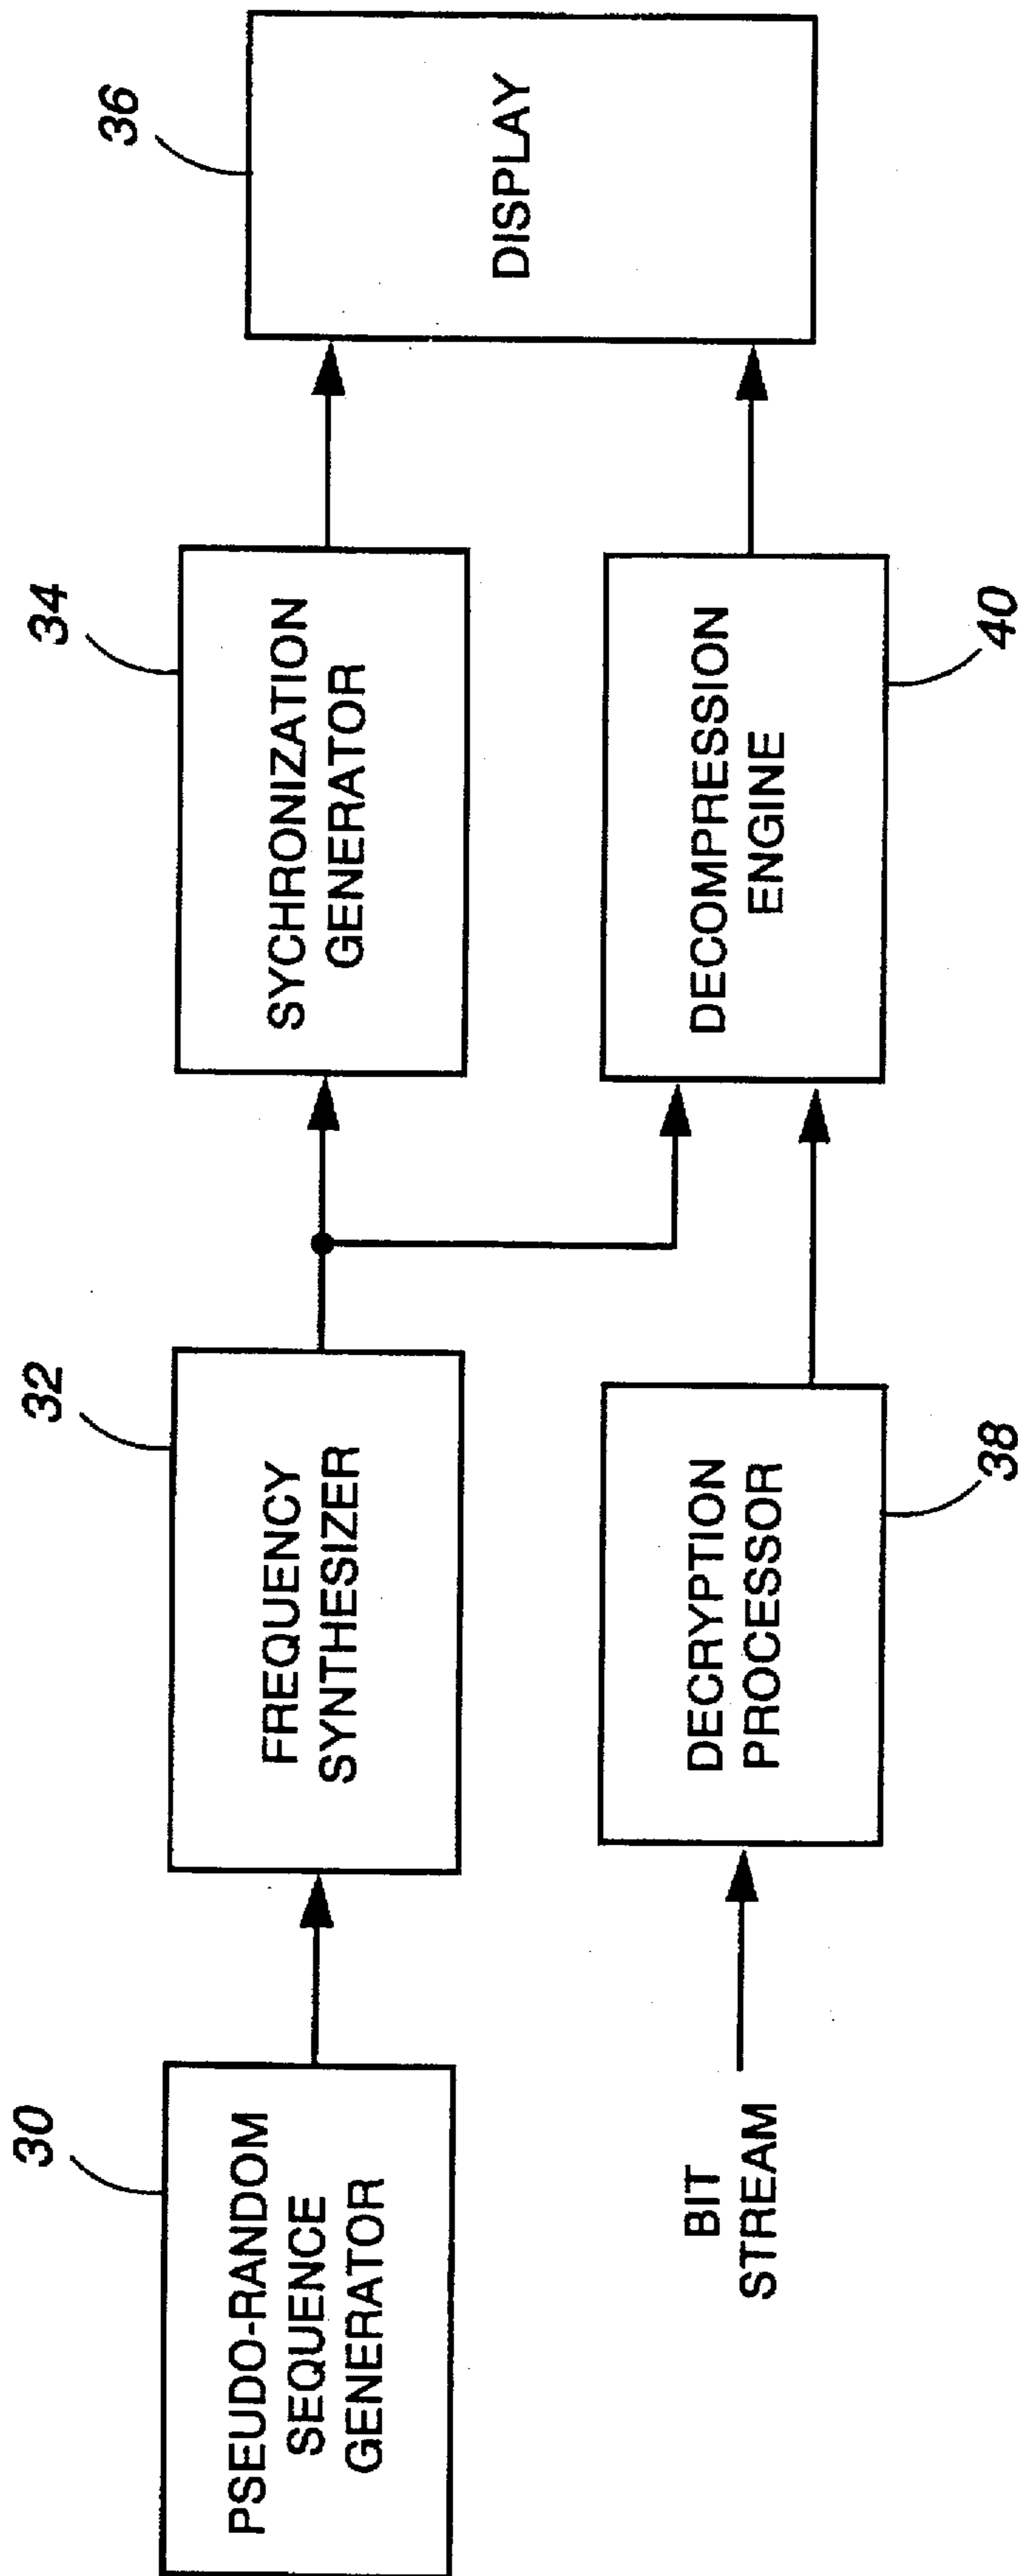 30
PSEUDO-RANDOM
SEQUENCE
GENERATOR
32
FREQUENCY
SYNTHESIZER
34
SYCHRONIZATION
GENERATOR
36
DISPLAY
BIT
STREAM
DECRYPTION
PROCESSOR
38
DECOMPRESSION
ENGINE
40